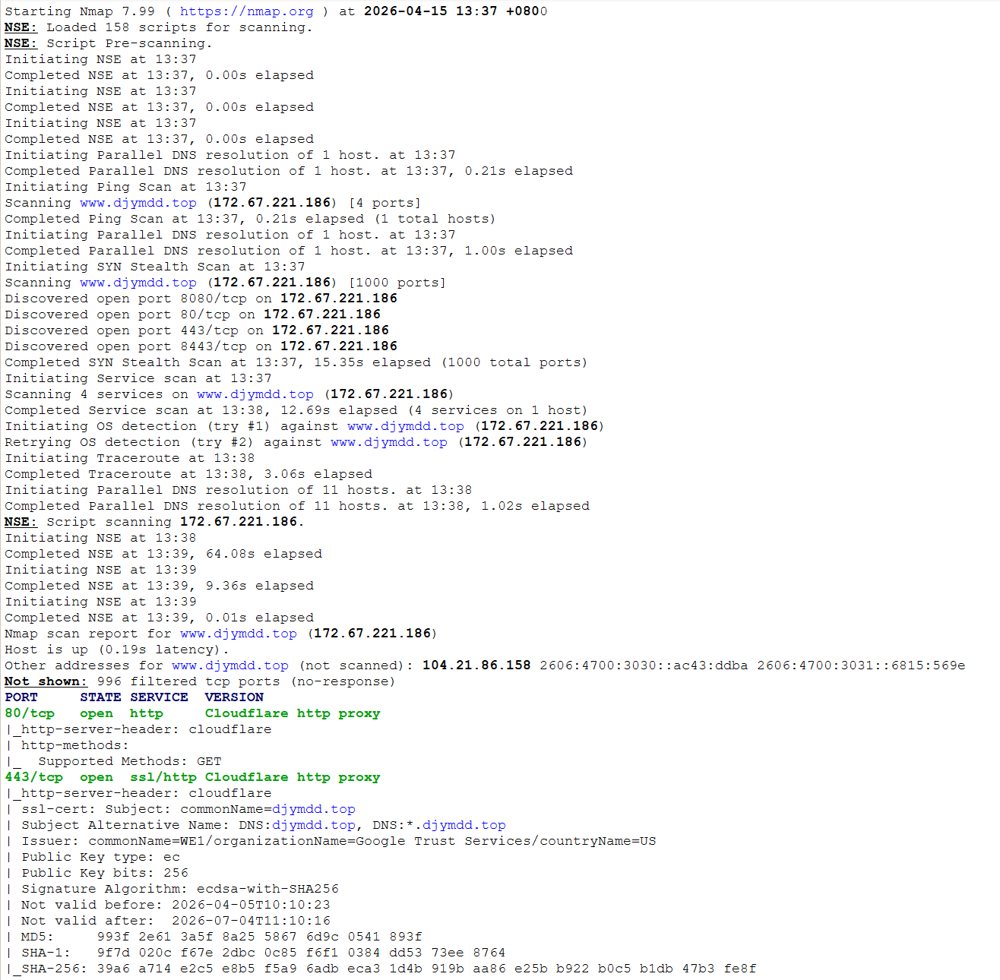 Starting Nmap 7.99 ( https://nmap.org ) at 2026-04-15 13:37 +0800
NSE: Loaded 158 scripts for scanning.
NSE: Script Pre-scanning.
Initiating NSE at 13:37
Completed NSE at 13:37, 0.00s elapsed
Initiating NSE at 13:37
Completed NSE at 13:37, 0.00s elapsed
Initiating NSE at 13:37
Completed NSE at 13:37, 0.00s elapsed
Initiating Parallel DNS resolution of 1 host. at 13:37
Completed Parallel DNS resolution of 1 host. at 13:37, 0.21s elapsed
Initiating Ping Scan at 13:37
Scanning www.djymdd.top (172.67.221.186) [4 ports]
Completed Ping Scan at 13:37, 0.21s elapsed (1 total hosts)
Initiating Parallel DNS resolution of 1 host. at 13:37
Completed Parallel DNS resolution of 1 host. at 13:37, 1.00s elapsed
Initiating SYN Stealth Scan at 13:37
Scanning www.djymdd.top (172.67.221.186) [1000 ports]
Discovered open port 8080/tcp on 172.67.221.186
Discovered open port 80/tcp on 172.67.221.186
Discovered open port 443/tcp on 172.67.221.186
Discovered open port 8443/tcp on 172.67.221.186
Completed SYN Stealth Scan at 13:37, 15.35s elapsed (1000 total ports)
Initiating Service scan at 13:37
Scanning 4 services on www.djymdd.top (172.67.221.186)
Completed Service scan at 13:38, 12.69s elapsed (4 services on 1 host)
Initiating OS detection (try #1) against www.djymdd.top (172.67.221.186)
Retrying OS detection (try #2) against www.djymdd.top (172.67.221.186)
Initiating Traceroute at 13:38
Completed Traceroute at 13:38, 3.06s elapsed
Initiating Parallel DNS resolution of 11 hosts. at 13:38
Completed Parallel DNS resolution of 11 hosts. at 13:38, 1.02s elapsed
NSE: Script scanning 172.67.221.186.
Initiating NSE at 13:38
Completed NSE at 13:39, 64.08s elapsed
Initiating NSE at 13:39
Completed NSE at 13:39, 9.36s elapsed
Initiating NSE at 13:39
Completed NSE at 13:39, 0.01s elapsed
Nmap scan report for www.djymdd.top (172.67.221.186)
Host is up (0.19s latency).
Other addresses for www.djymdd.top (not scanned): 104.21.86.158 2606:4700:3030::ac43:ddba 2606:4700:3031::6815:569e
Not shown: 996 filtered tcp ports (no-response)
PORT     STATE SERVICE  VERSION
80/tcp   open  http     Cloudflare http proxy
|_http-server-header: cloudflare
| http-methods:
|_  Supported Methods: GET
443/tcp  open  ssl/http Cloudflare http proxy
|_http-server-header: cloudflare
| ssl-cert: Subject: commonName=djymdd.top
| Subject Alternative Name: DNS:djymdd.top, DNS:*.djymdd.top
| Issuer: commonName=WE1/organizationName=Google Trust Services/countryName=US
| Public Key type: ec
| Public Key bits: 256
| Signature Algorithm: ecdsa-with-SHA256
| Not valid before: 2026-04-05T10:10:23
| Not valid after:  2026-07-04T11:10:16
| MD5:     993f 2e61 3a5f 8a25 5867 6d9c 0541 893f
| SHA-1:   9f7d 020c f67e 2dbc 0c85 f6f1 0384 dd53 73ee 8764
|_SHA-256: 39a6 a714 e2c5 e8b5 f5a9 6adb eca3 1d4b 919b aa86 e25b b922 b0c5 b1db 47b3 fe8f